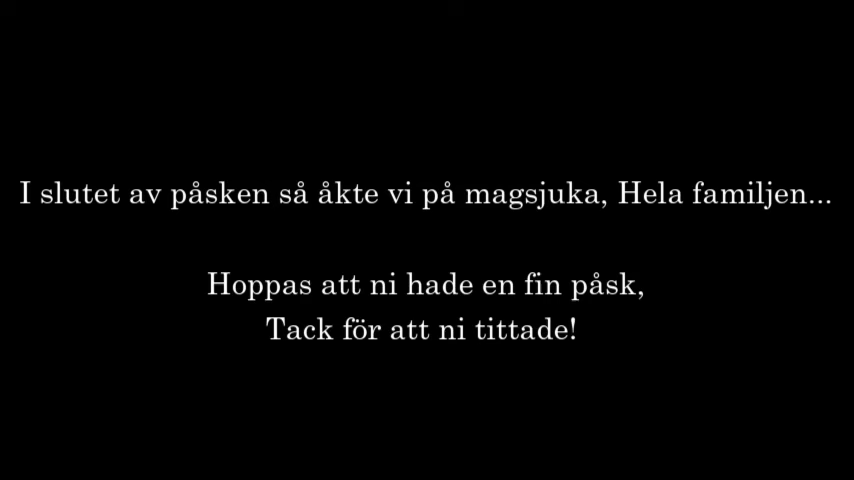 I slutet av påsken så åkte vi på magsjuka, Hela familjen...
Hoppas att ni hade en fin påsk,
Tack för att ni tittade!